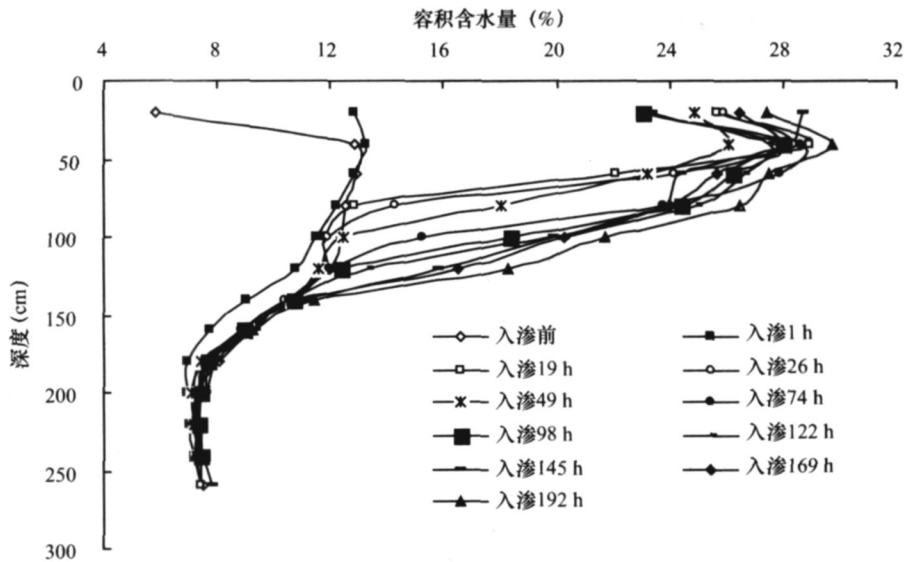 容积含水量（%）
4 8 12 16 20 24 28 32
0
50
100
150
200
250
300
深度(cm)
入渗前 入渗1 h
入渗19 h 入渗26 h
入渗49 h 入渗74 h
入渗98 h 入渗122 h
入渗145 h 入渗169 h
入渗192 h